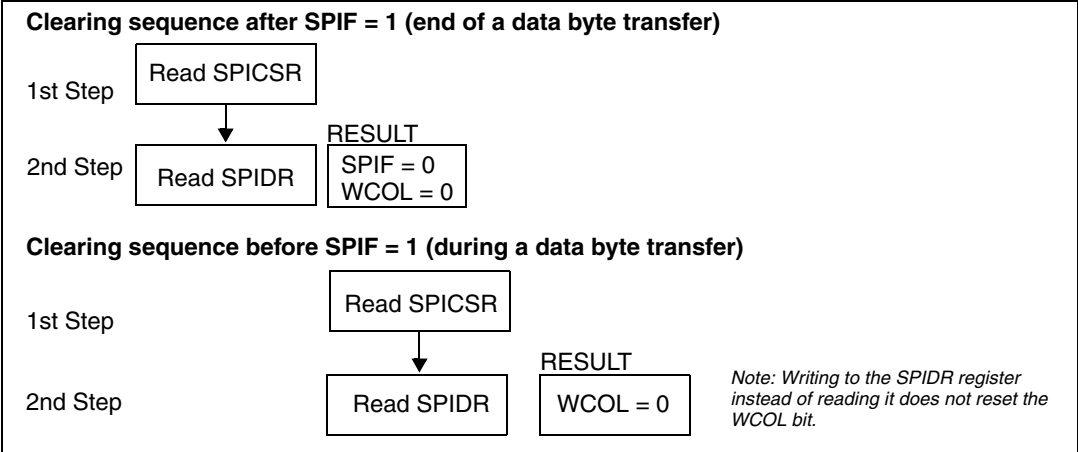 Clearing sequence after SPIF = 1 (end of a data byte transfer)
1st Step
Read SPICSR
RESULT
2nd Step
Read SPIDR
SPIF = 0
WCOL = 0
Clearing sequence before SPIF = 1 (during a data byte transfer)
1st Step
Read SPICSR
RESULT
2nd Step
Read SPIDR
WCOL = 0
Note: Writing to the SPIDR register
instead of reading it does not reset the
WCOL bit.